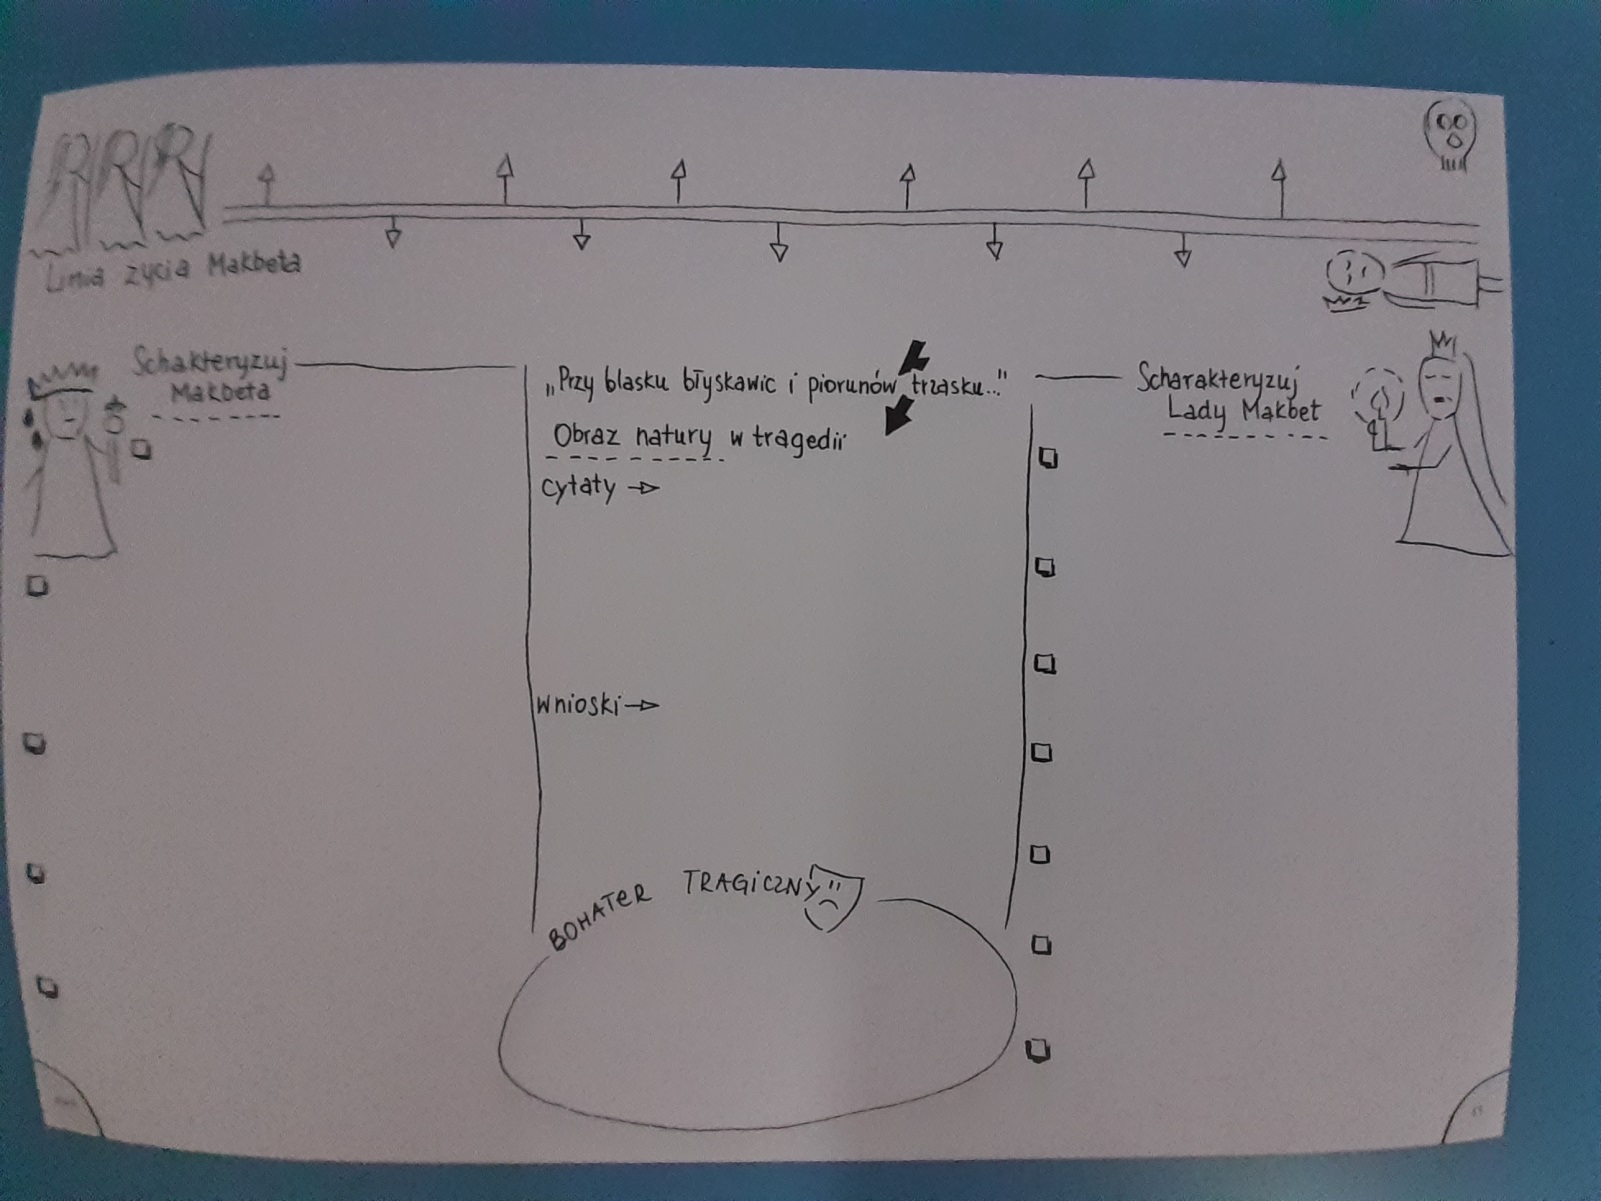 Linia życia Makbeta
Schakteryzuj
Makbeta
„Przy blasku błyskawic i piorunów trzasku..."
Obraz natury w tragedii
cytaty
wnioski
BOHATER TRAGICZNY
Scharakteryzuj
Lady Makbet